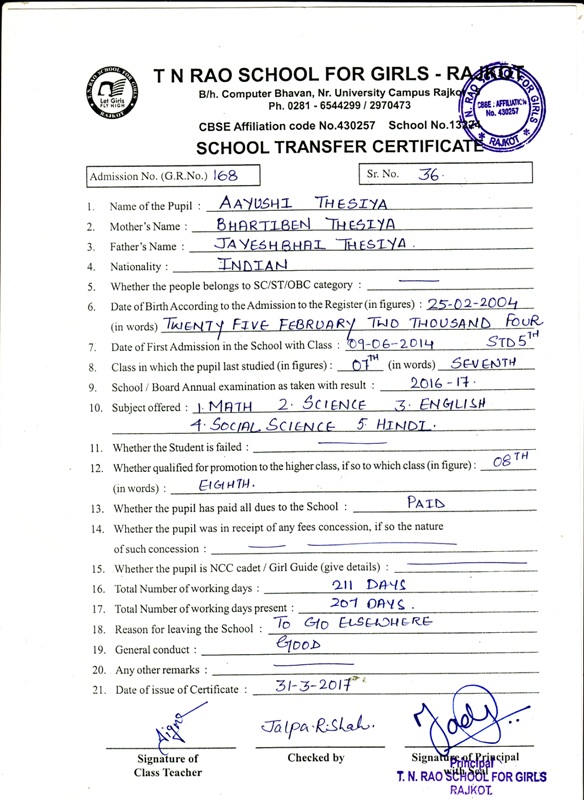 T. N. RAO SCHOOL FOR GIRLS
Let Girls
FLY HIGH
RAJKOT
T N RAO SCHOOL FOR GIRLS - RAJKOT
B/h. Computer Bhavan, Nr. University Campus Rajkot
Ph. 0281 - 6544299 / 2970473
T. N. RAO SCHOOL FOR GIRLS
CBSE : AFFILIATION
No. 430257
RAJKOT
CBSE Affiliation code No.430257 School No.
SCHOOL TRANSFER CERTIFICATE
Admission No. (G.R.No.) 168 Sr. No. 36.
1. Name of the Pupil : AAYUSHI THESIYA
2. Mother's Name : BHARTIBEN THESIYA
3. Father's Name : JAYESHBHAI THESIYA.
4. Nationality : INDIAN
5. Whether the people belongs to SC/ST/OBC category :
6. Date of Birth According to the Admission to the Register (in figures) : 25-02-2004
(in words) TWENTY FIVE FEBRUARY TWO THOUSAND FOUR
7. Date of First Admission in the School with Class : 09-06-2014 STD 5TH
8. Class in which the pupil last studied (in figures) : 07TH (in words) SEVENTH
9. School / Board Annual examination as taken with result : 2016-17.
10. Subject offered : 1. MATH 2. SCIENCE 3. ENGLISH
4. SOCIAL SCIENCE 5 HINDI.
11. Whether the Student is failed :
12. Whether qualified for promotion to the higher class, if so to which class (in figure) : 08TH
(in words) : EIGHTH.
13. Whether the pupil has paid all dues to the School : PAID
14. Whether the pupil was in receipt of any fees concession, if so the nature
of such concession :
15. Whether the pupil is NCC cadet / Girl Guide (give details) :
16. Total Number of working days : 211 DAYS
17. Total Number of working days present : 207 DAYS.
18. Reason for leaving the School : TO GO ELSEWHERE
19. General conduct : GOOD
20. Any other remarks :
21. Date of issue of Certificate : 31-3-2017
Jalpa.R.Shah.
Signature of Checked by Signature of Principal
Class Teacher with Seal
Principal
T. N. RAO SCHOOL FOR GIRLS
RAJKOT.